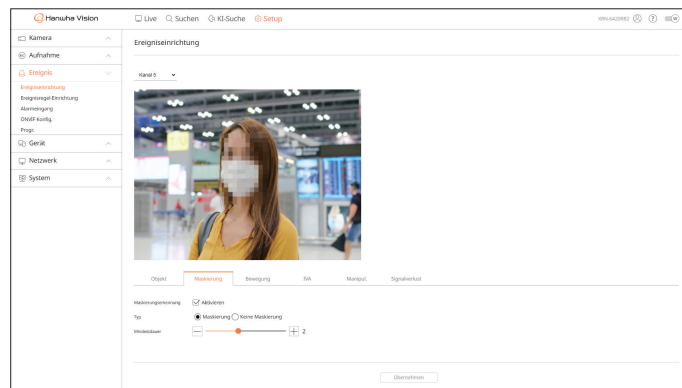 Hanwha Vision
Live Suchen KI-Suche Setup
XRN-6420RB2
Kamera
Aufnahme
Ereignis
Ereigniseinrichtung
Ereignisregel-Einrichtung
Alarmeingang
ONVIF Konfig.
Progr.
Gerät
Netzwerk
System
Ereigniseinrichtung
Kanal 5
Objekt Maskierung Bewegung IVA Manipul. Signalverlust
Maskierungserkennung Aktivieren
Typ Maskierung Keine Maskierung
Mindestdauer 2
Übernehmen